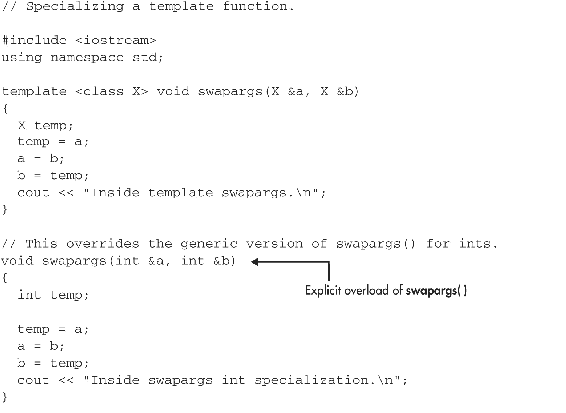 // Specializing a template function.
#include <iostream>
using namespace std;
template <class X> void swapargs(X &a, X &b)
{
X temp;
temp = a;
a = b;
b = temp;
cout << "Inside template swapargs.\n";
}
// This overrides the generic version of swapargs() for ints.
void swapargs(int &a, int &b)
{
Explicit overload of swapargs( )
int temp;
temp = a;
a = b;
b = temp;
cout << "Inside swapargs int specialization.\n";
}